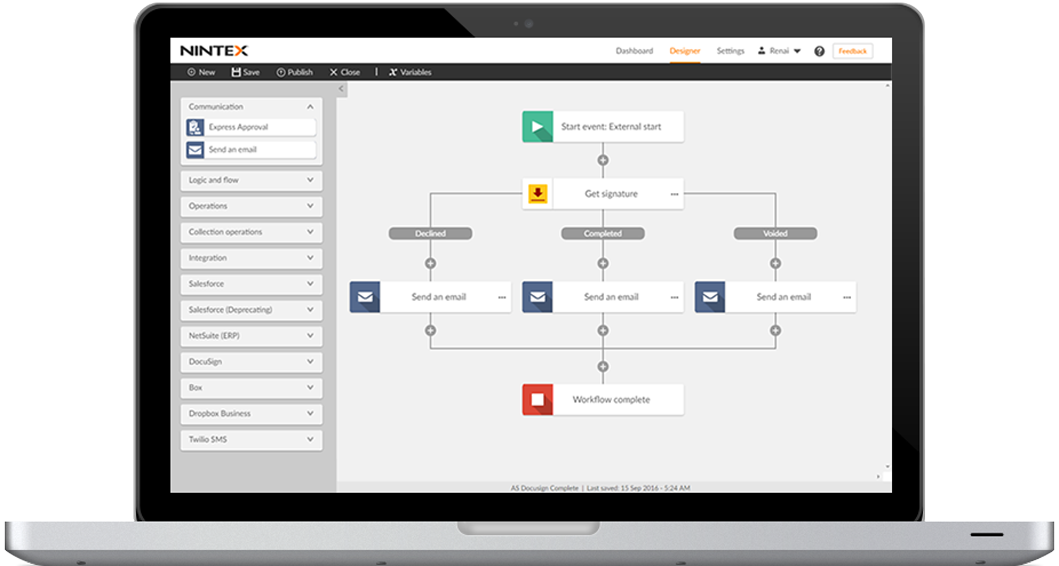 NINTEX
Dashboard Designer Settings Renai ? Feedback
New Save Publish Close | X Variables
Communication
Express Approval
Send an email
Logic and flow
Operations
Collection operations
Integration
Salesforce
Salesforce (Deprecating)
NetSuite (ERP)
DocuSign
Box
Dropbox Business
Twilio SMS
Start event: External start
Get signature
Declined Completed Voided
Send an email Send an email Send an email
Workflow complete
AS Docusign Complete | Last saved: 15 Sep 2016 - 5:24 AM